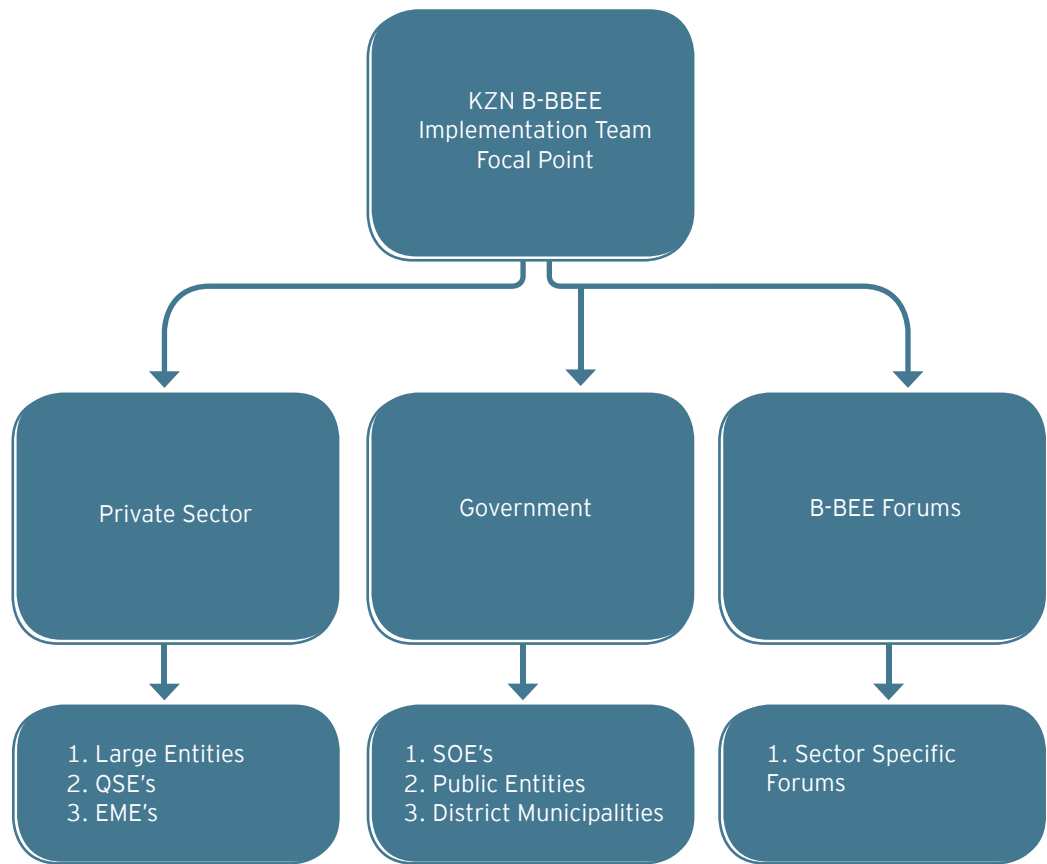 KZN B-BBEE
Implementation Team
Focal Point
Private Sector
Government
B-BEE Forums
1. Large Entities
2. QSE's
3. EME's
1. SOE's
2. Public Entities
3. District Municipalities
1. Sector Specific
Forums